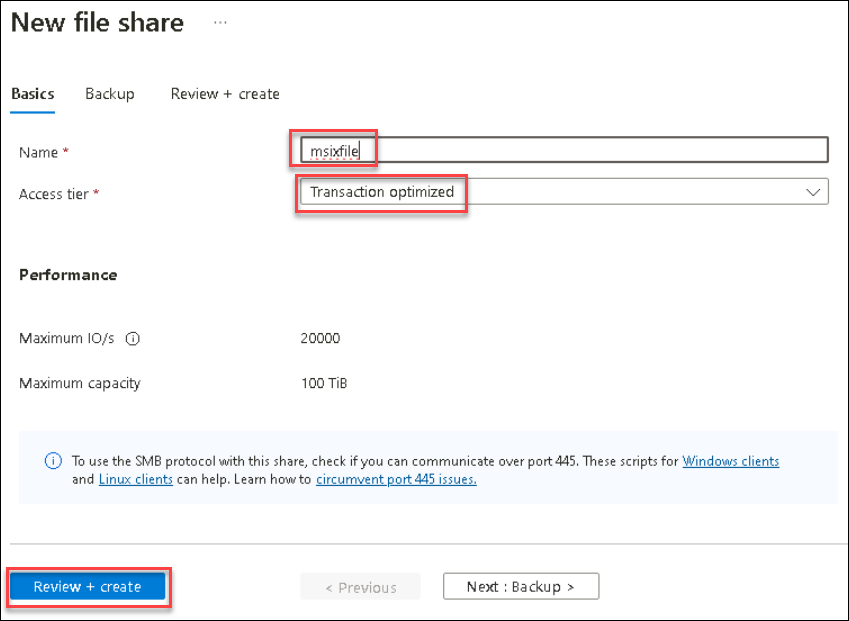 New file share ...
Basics Backup Review + create
Name * msixfile
Access tier * Transaction optimized
Performance
Maximum IO/s 20000
Maximum capacity 100 TiB
To use the SMB protocol with this share, check if you can communicate over port 445. These scripts for Windows clients
and Linux clients can help. Learn how to circumvent port 445 issues.
Review + create < Previous Next : Backup >